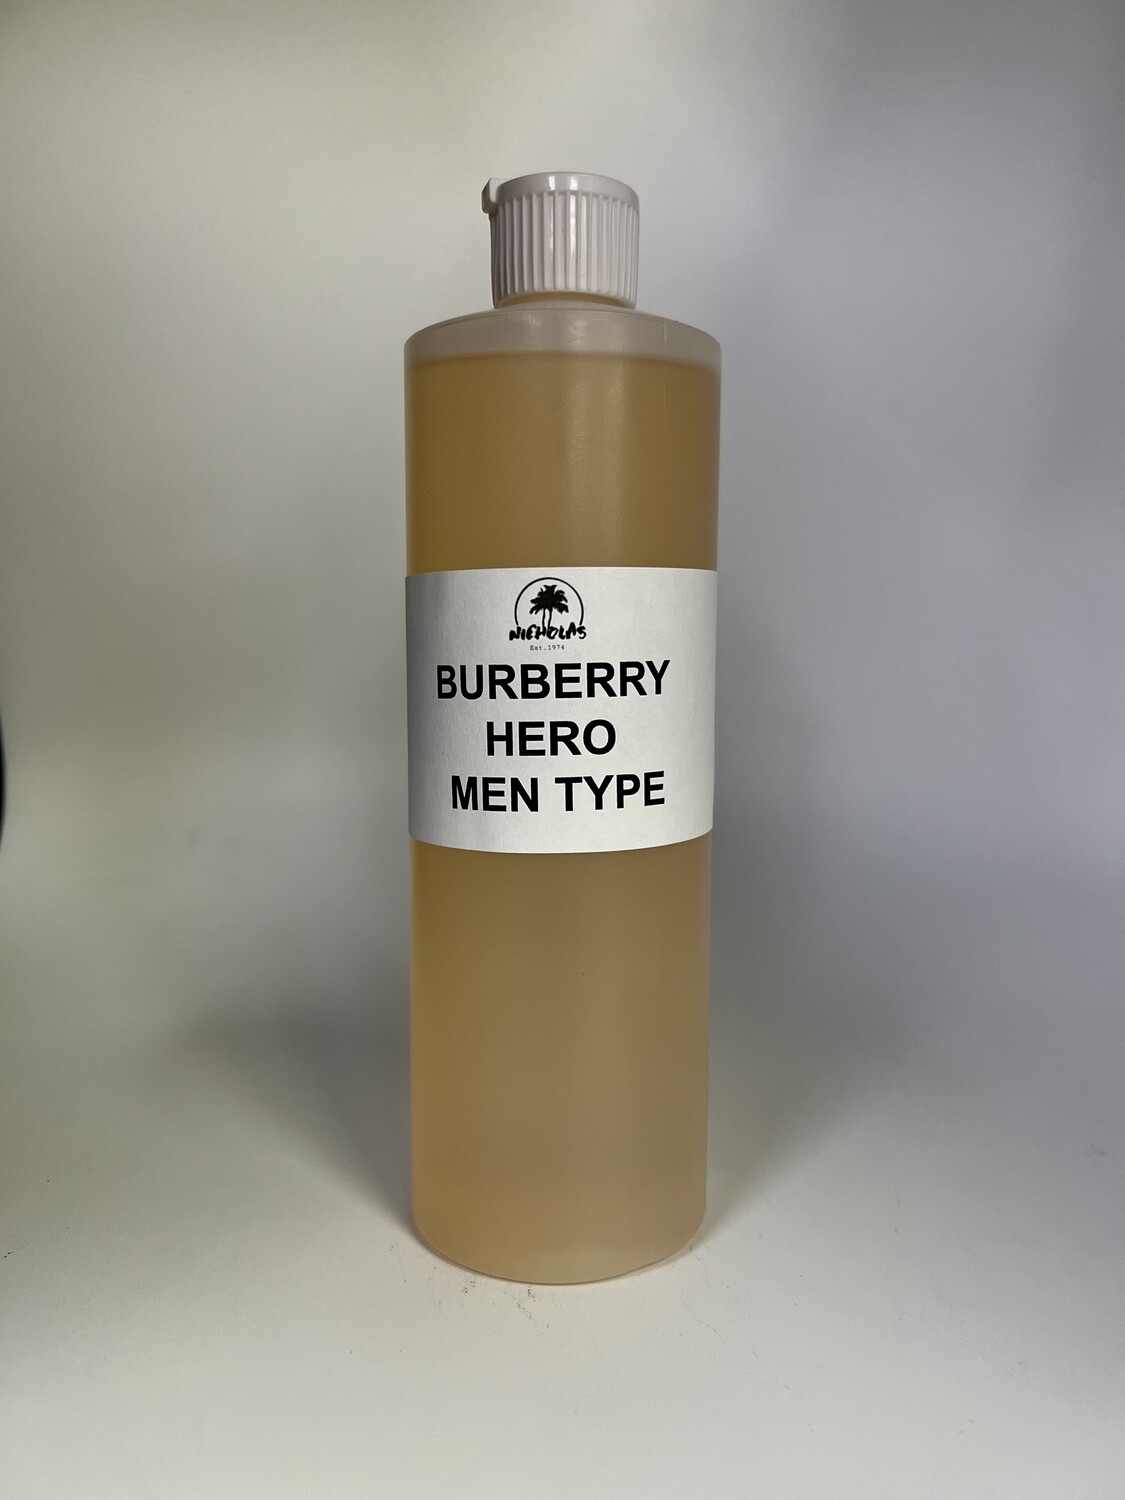 NICHOLAS
Est.1974
BURBERRY
HERO
MEN TYPE